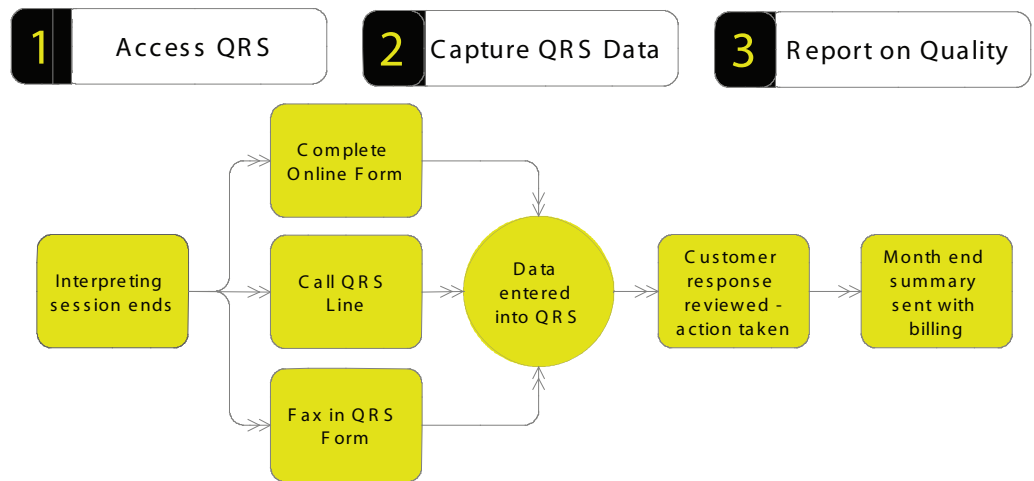 1 Access QRS
2 Capture QRS Data
3 Report on Quality
Complete
Online Form
Interpreting
session ends
Call QRS
Line
Fax in QRS
Form
Data
entered
into QRS
Customer
response
reviewed -
action taken
Month end
summary
sent with
billing